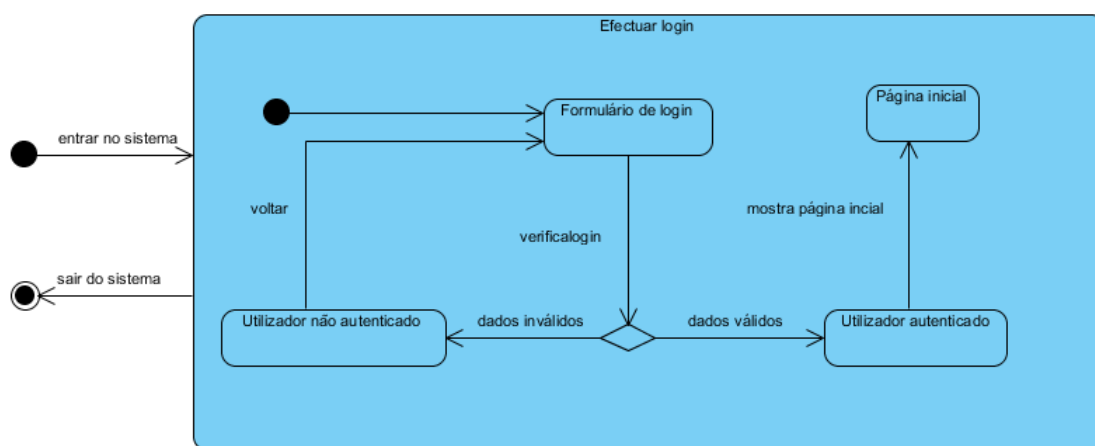 Efectuar login
Formulário de login
Página inicial
entrar no sistema
voltar
mostra página incial
verificalogin
sair do sistema
Utilizador não autenticado
dados inválidos
dados válidos
Utilizador autenticado